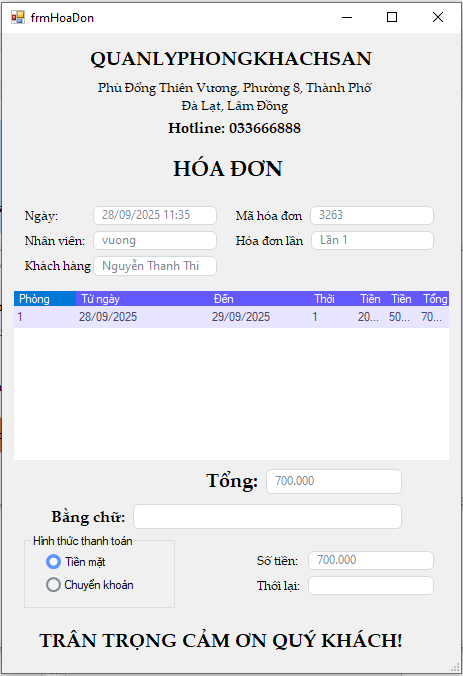 frmHoaDon
QUANLYPHONGKHACHSAN
Phù Đổng Thiên Vương, Phường 8, Thành Phố
Đà Lạt, Lâm Đồng
Hotline: 033666888
HÓA ĐƠN
Ngày: 28/09/2025 11:35 Mã hóa đơn 3263
Nhân viên: vuong Hóa đơn lần Lần 1
Khách hàng Nguyễn Thanh Thi
Phòng Từ ngày Đến Thời Tiền Tiền Tổng
1 28/09/2025 29/09/2025 1 20... 50... 70...
Tổng: 700.000
Bằng chữ:
Hình thức thanh toán
Tiền mặt Số tiền: 700.000
Chuyển khoản Thối lại:
TRÂN TRỌNG CẢM ƠN QUÝ KHÁCH!